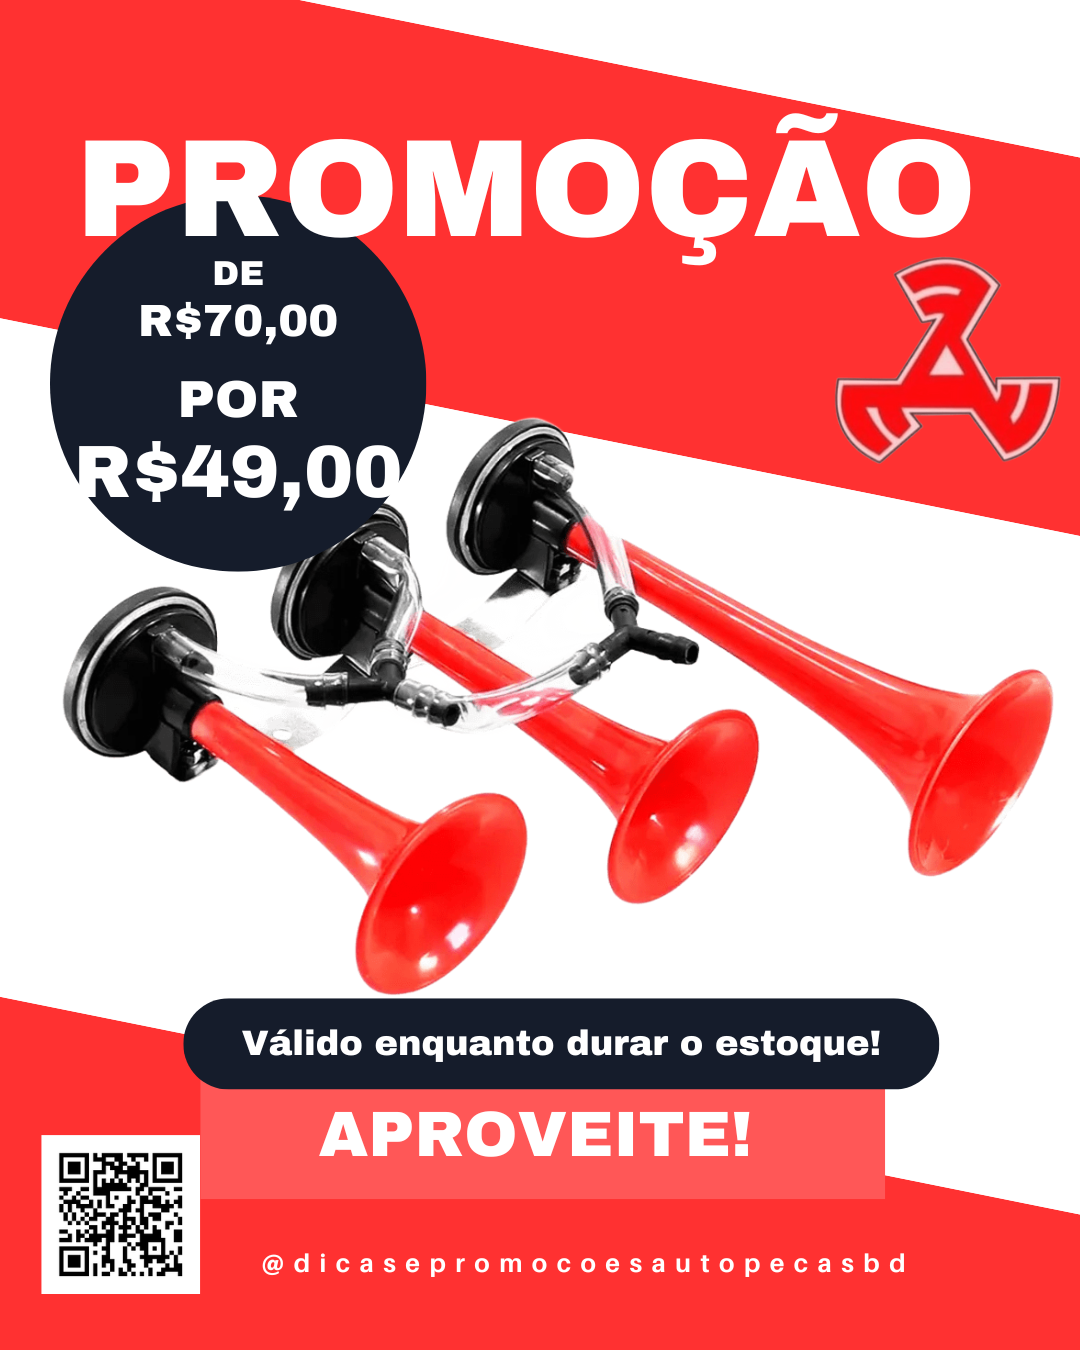 PROMOÇÃO
DE
R$70,00
POR
R$49,00
Válido enquanto durar o estoque!
APROVEITE!
@dicasepromocoesautopecasbd